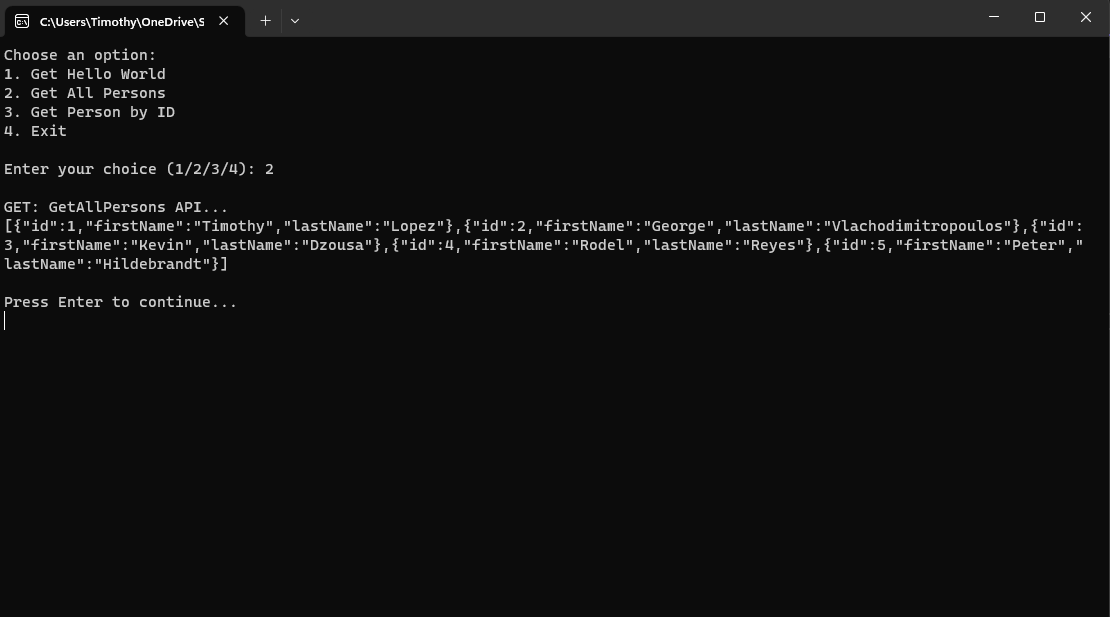 C:\Users\Timothy\OneDrive\S
Choose an option:
1. Get Hello World
2. Get All Persons
3. Get Person by ID
4. Exit
Enter your choice (1/2/3/4): 2
GET: GetAllPersons API...
[{"id":1,"firstName":"Timothy","lastName":"Lopez"},{"id":2,"firstName":"George","lastName":"Vlachodimitropoulos"},{"id":
3,"firstName":"Kevin","lastName":"Dzousa"},{"id":4,"firstName":"Rodel","lastName":"Reyes"},{"id":5,"firstName":"Peter","
lastName":"Hildebrandt"}]
Press Enter to continue...